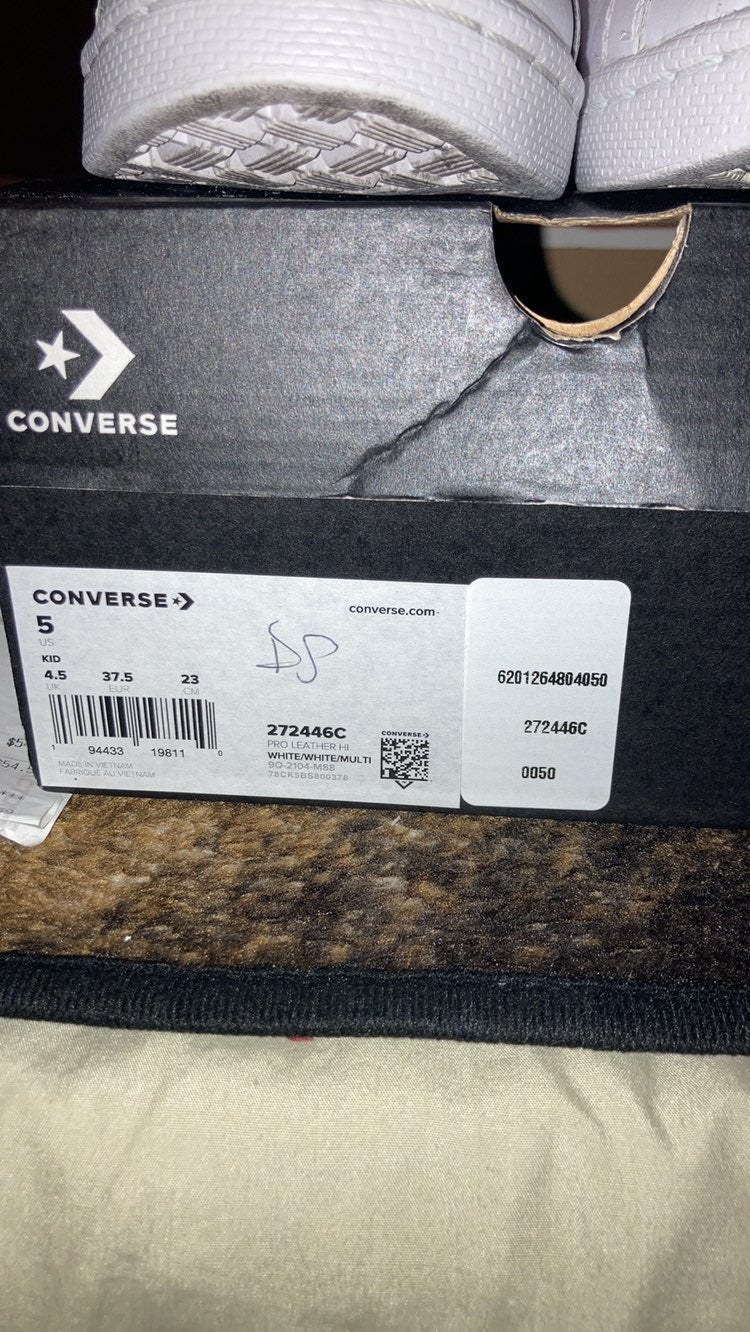 CONVERSE
CONVERSE
converse.com
5
US
KID
4.5 37.5 23
UK EUR CM
1 94433 19811 0
MADE IN VIETNAM
FABRIQUE AU VIETNAM
DP
272446C
PRO LEATHER HI
WHITE/WHITE/MULTI
9Q-2104-M88
78CK5BS800378
CONVERSE
6201264804050
272446C
0050